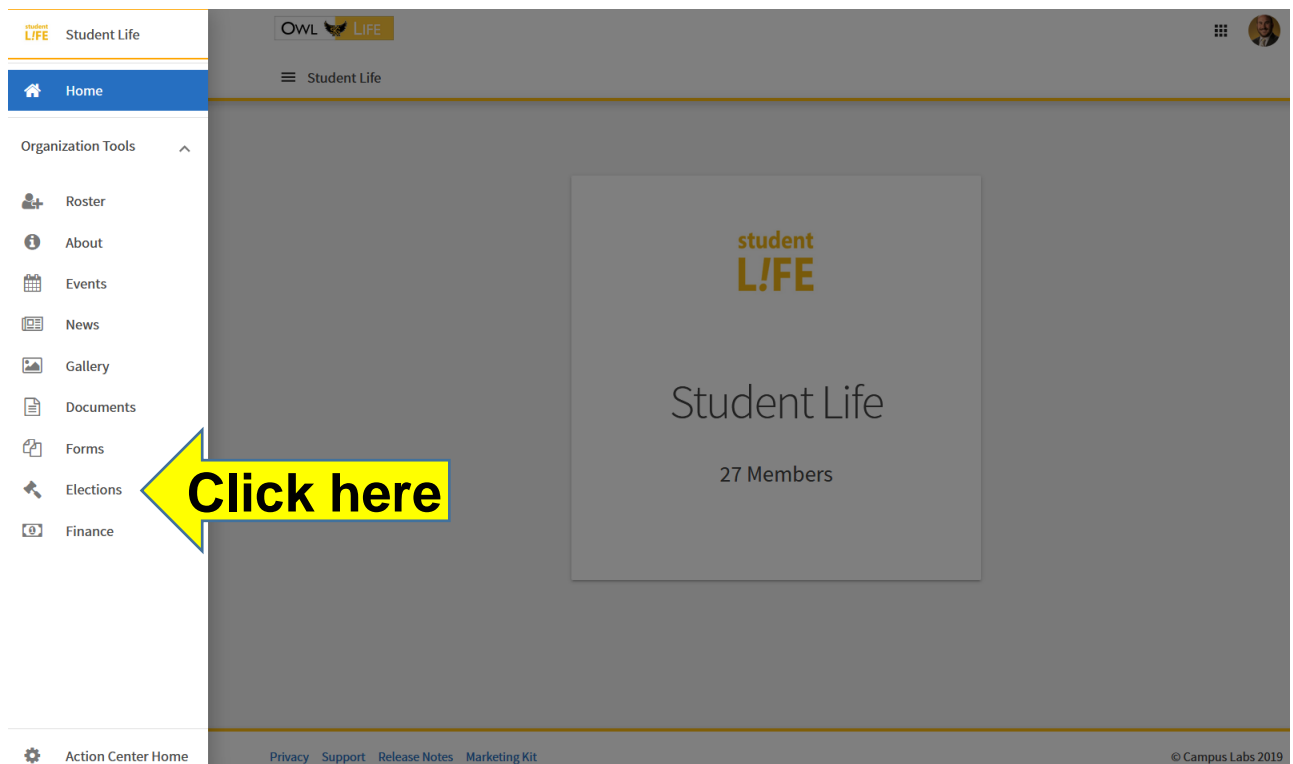 student
L!FE
Student Life
Home
Organization Tools
Roster
About
Events
News
Gallery
Documents
Forms
Elections
Finance
Action Center Home
Click here
OWL LIFE
Student Life
student
L!FE
Student Life
27 Members
Privacy Support Release Notes Marketing Kit
© Campus Labs 2019